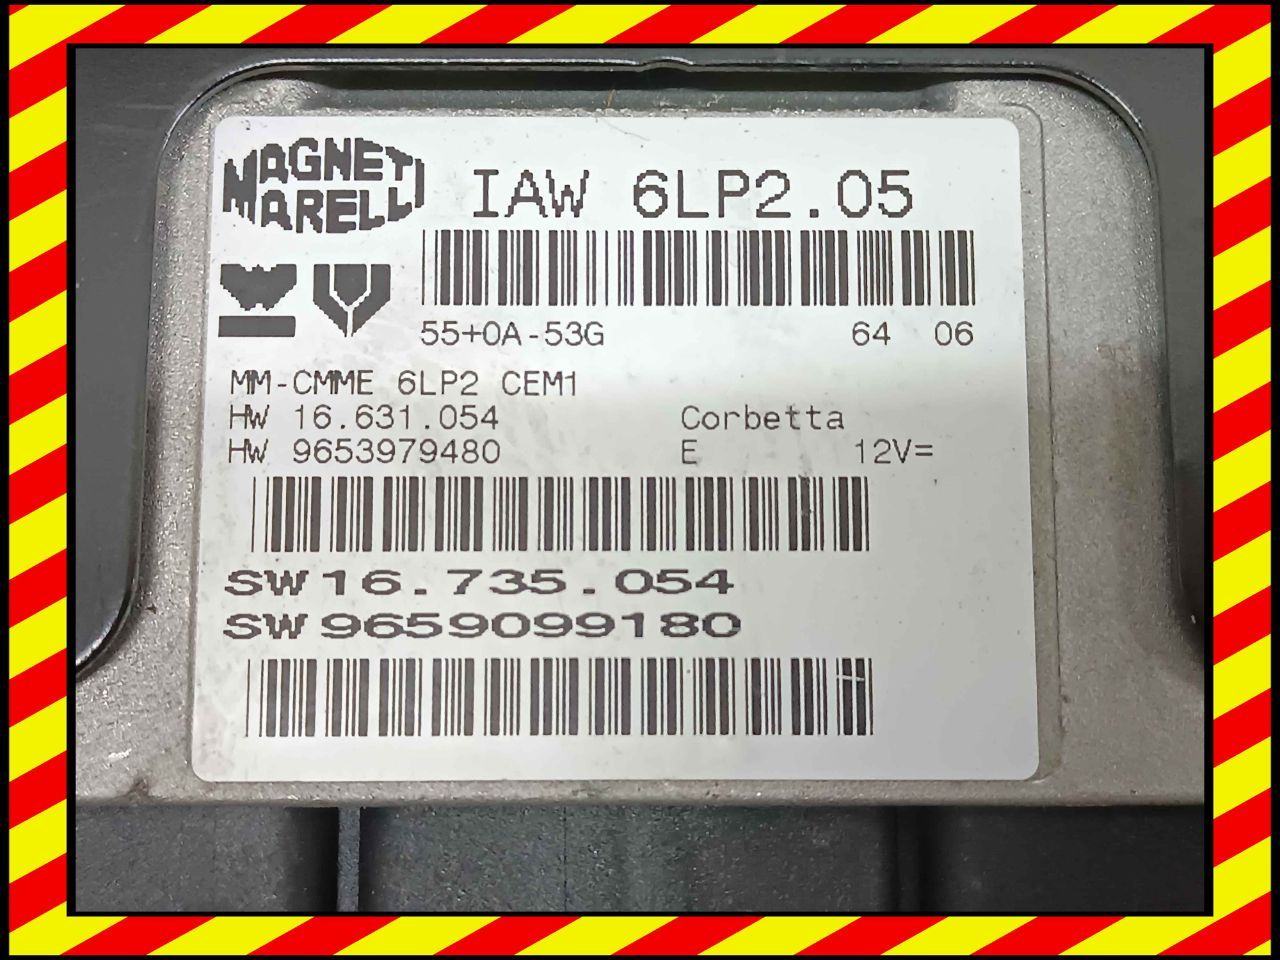 MAGNETI
MARELLI
IAW 6LP2.05
55+0A-53G 64 06
MM-CMME 6LP2 CEM1
HW 16.631.054 Corbetta
HW 9653979480 E 12V=
SW 16.735.054
SW 9659099180